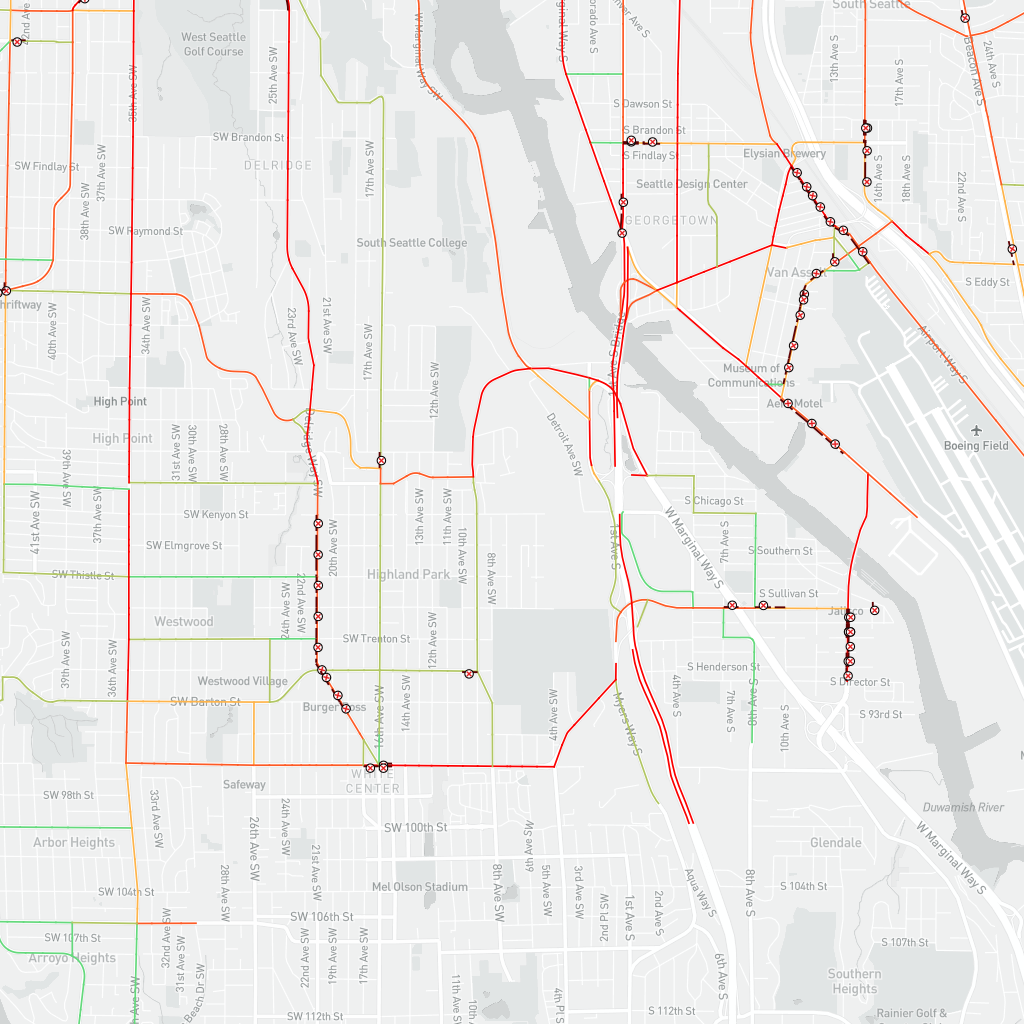 South Seattle
West Seattle
Golf Course
W Marginal Way SW
35th Ave SW
25th Ave SW
13th Ave S
17th Ave S
Beacon Ave S
24th Ave S
S Dawson St
SW Brandon St
S Brandon St
Elysian Brewery
DELRIDGE
SW Findlay St
S Findlay St
37th Ave SW
17th Ave SW
38th Ave SW
Seattle Design Center
16th Ave S
18th Ave S
22nd Ave S
GEORGETOWN
SW Raymond St
South Seattle College
S Eddy St
40th Ave SW
34th Ave SW
23rd Ave SW
21st Ave SW
17th Ave SW
1st Ave S Bridge
Airport Way S
Museum of
Communications
12th Ave SW
High Point
High Point
Delridge Way SW
Detroit Ave SW
Boeing Field
31st Ave SW
30th Ave SW
28th Ave SW
39th Ave SW
41st Ave SW
37th Ave SW
SW Kenyon St
13th Ave SW
11th Ave SW
10th Ave SW
S Chicago St
W Marginal Way S
7th Ave S
1st Ave S
SW Elmgrove St
20th Ave SW
8th Ave SW
S Southern St
SW Thistle St
Highland Park
S Sullivan St
22nd Ave SW
24th Ave SW
Westwood
SW Trenton St
12th Ave SW
39th Ave SW
36th Ave SW
S Henderson St
Westwood Village
S Director St
SW Barton St
14th Ave SW
16th Ave SW
4th Ave SW
4th Ave S
7th Ave S
8th Ave S
10th Ave S
S 93rd St
Myers Way S
WHITE
CENTER
Safeway
SW 98th St
33rd Ave SW
24th Ave SW
26th Ave SW
Duwamish River
W Marginal Way S
SW 100th St
Arbor Heights
Glendale
21st Ave SW
28th Ave SW
8th Ave SW
5th Ave SW
3rd Ave SW
Aqua Way S
8th Ave S
S 104th St
Mel Olson Stadium
SW 104th St
2nd Pl SW
1st Ave S
2nd Ave S
SW 106th St
SW 107th St
S 107th St
Arroyo Heights
32nd Ave SW
31st Ave SW
22nd Ave SW
19th Ave SW
17th Ave SW
6th Ave S
Southern
Heights
11th Ave SW
4th Pl S
SW 112th St
S 112th St
Rainier Golf &